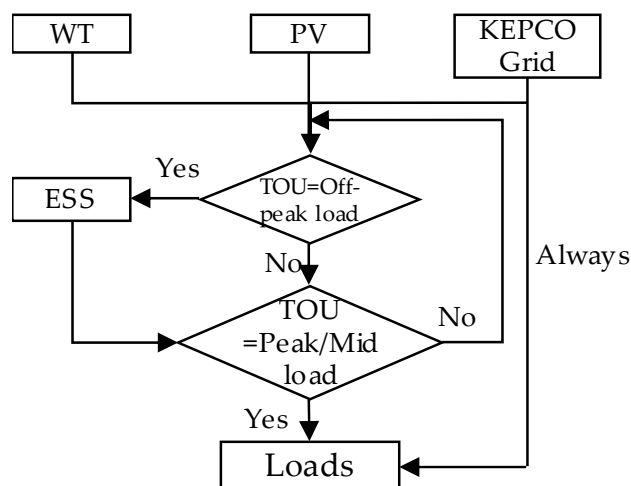 WT
PV
KEPCO
Grid
Yes
TOU=Off-
peak load
ESS
Always
No
TOU
=Peak/Mid
load
No
Yes
Loads